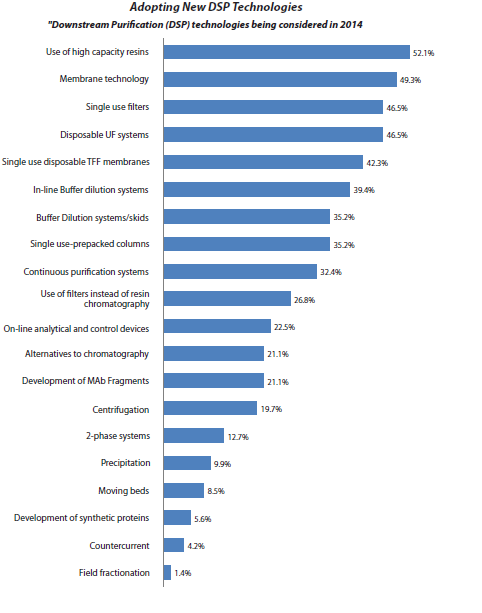 Adopting New DSP Technologies
"Downstream Purification (DSP) technologies being considered in 2014
Use of high capacity resins 52.1%
Membrane technology 49.3%
Single use filters 46.5%
Disposable UF systems 46.5%
Single use disposable TFF membranes 42.3%
In-line Buffer dilution systems 39.4%
Buffer Dilution systems/skids 35.2%
Single use-prepacked columns 35.2%
Continuous purification systems 32.4%
Use of filters instead of resin
chromatography 26.8%
On-line analytical and control devices 22.5%
Alternatives to chromatography 21.1%
Development of MAb Fragments 21.1%
Centrifugation 19.7%
2-phase systems 12.7%
Precipitation 9.9%
Moving beds 8.5%
Development of synthetic proteins 5.6%
Countercurrent 4.2%
Field fractionation 1.4%